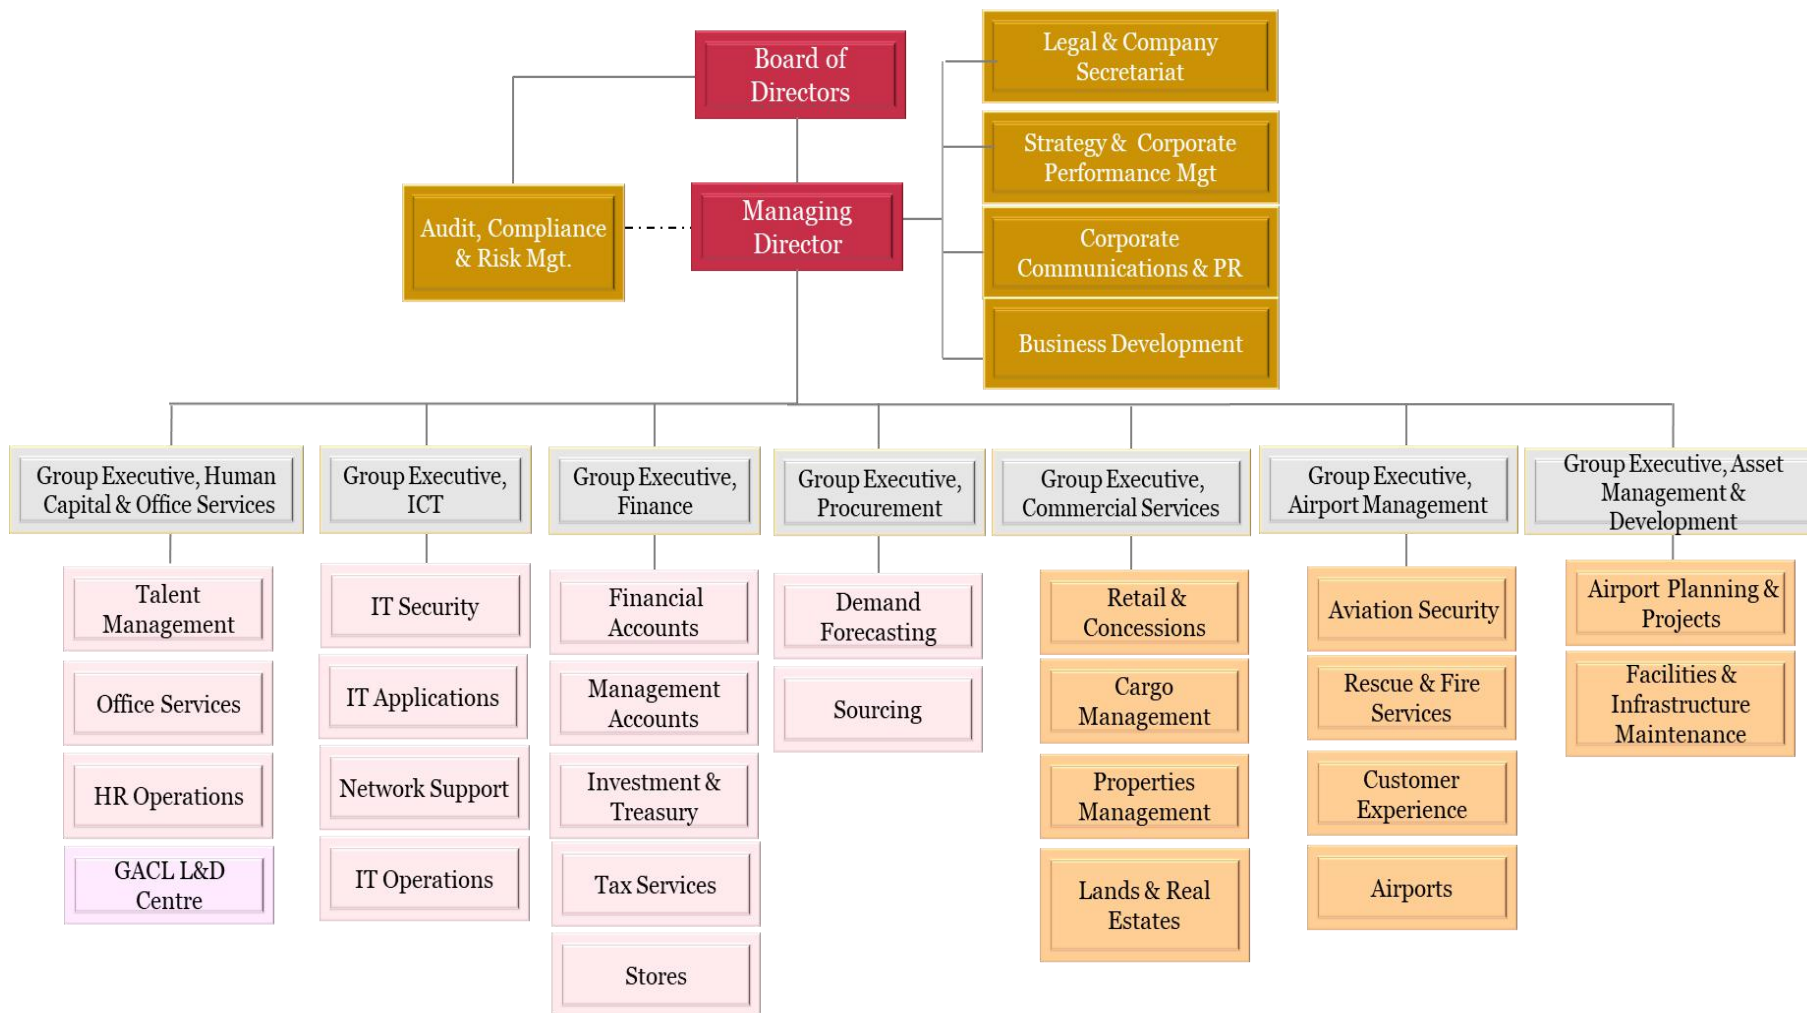 Board of
Directors
Legal & Company
Secretariat
Strategy & Corporate
Performance Mgt
Audit, Compliance
& Risk Mgt.
Managing
Director
Corporate
Communications & PR
Business Development
Group Executive, Human
Capital & Office Services
Group Executive,
ICT
Group Executive,
Finance
Group Executive,
Procurement
Group Executive,
Commercial Services
Group Executive,
Airport Management
Group Executive, Asset
Management &
Development
Talent
Management
Office Services
HR Operations
GACL L&D
Centre
IT Security
IT Applications
Network Support
IT Operations
Financial
Accounts
Management
Accounts
Investment &
Treasury
Tax Services
Stores
Demand
Forecasting
Sourcing
Retail &
Concessions
Cargo
Management
Properties
Management
Lands & Real
Estates
Aviation Security
Rescue & Fire
Services
Customer
Experience
Airports
Airport Planning &
Projects
Facilities &
Infrastructure
Maintenance